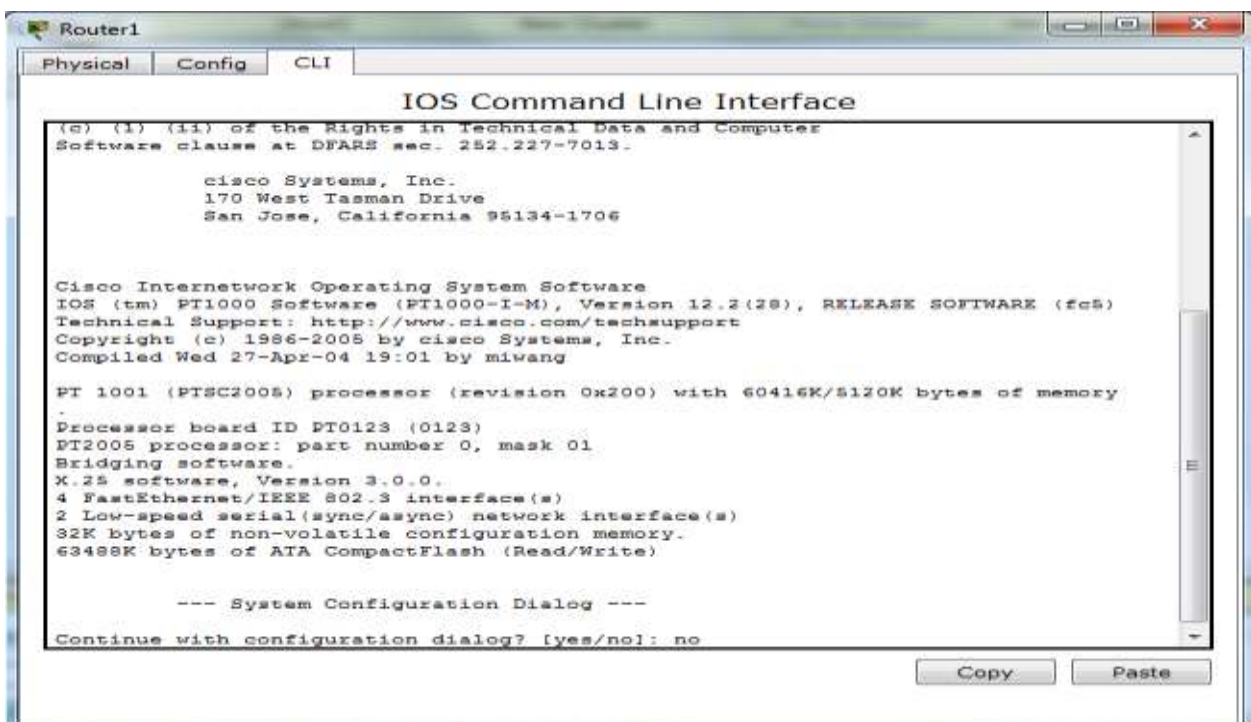 Router1
Physical Config CLI
IOS Command Line Interface
(c) (1) (ii) of the Rights in Technical Data and Computer
Software clause at DFARS sec. 252.227-7013.
cisco Systems, Inc.
170 West Tasman Drive
San Jose, California 95134-1706
Cisco Internetwork Operating System Software
IOS (tm) PT1000 Software (PT1000-I-M), Version 12.2(28), RELEASE SOFTWARE (fc5)
Technical Support: http://www.cisco.com/techsupport
Copyright (c) 1986-2005 by cisco Systems, Inc.
Compiled Wed 27-Apr-04 19:01 by miwang
PT 1001 (PTSC2005) processor (revision 0x200) with 60416K/5120K bytes of memory
.
Processor board ID PT0123 (0123)
PT2005 processor: part number 0, mask 01
Bridging software.
X.25 software, Version 3.0.0.
4 FastEthernet/IEEE 802.3 interface(s)
2 Low-speed serial(sync/async) network interface(s)
32K bytes of non-volatile configuration memory.
63488K bytes of ATA CompactFlash (Read/Write)
--- System Configuration Dialog ---
Continue with configuration dialog? [yes/no]: no
Copy Paste